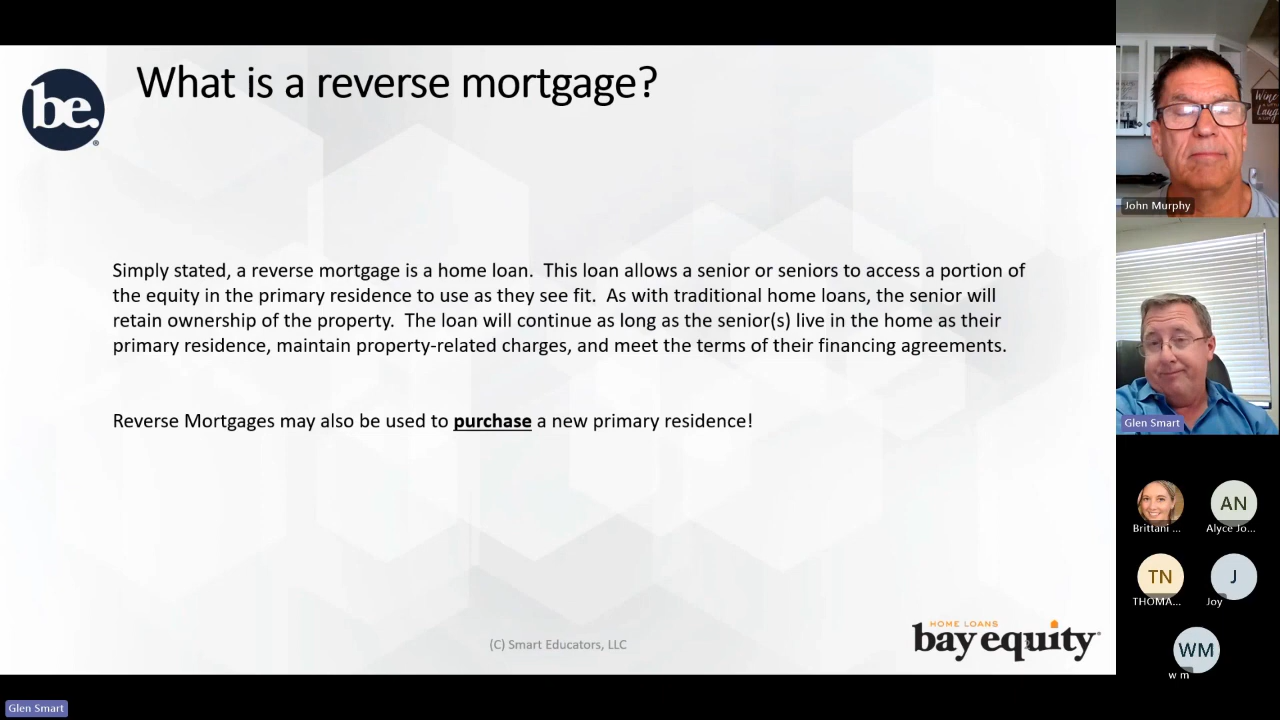 be.
What is a reverse mortgage?
Simply stated, a reverse mortgage is a home loan.  This loan allows a senior or seniors to access a portion of
the equity in the primary residence to use as they see fit.  As with traditional home loans, the senior will
retain ownership of the property.  The loan will continue as long as the senior(s) live in the home as their
primary residence, maintain property-related charges, and meet the terms of their financing agreements.
Reverse Mortgages may also be used to purchase a new primary residence!
(C) Smart Educators, LLC
HOME LOANS
bay equity
Glen Smart
Wine
John Murphy
Glen Smart
Brittani ...
AN
Alyce Jo...
TN
THOMA...
J
Joy
WM
w m